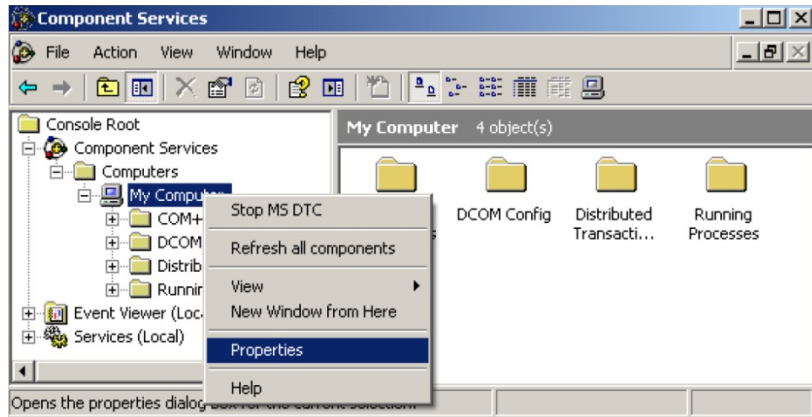 Component Services
File Action View Window Help
Console Root
My Computer 4 object(s)
Component Services
Computers
My Computer
COM+
DCOM
Distrib
Runnin
Event Viewer (Loc
Services (Local)
DCOM Config
Distributed
Transacti...
Running
Processes
Stop MS DTC
Refresh all components
View
New Window from Here
Properties
Help
Opens the properties dialog box for the current selection.